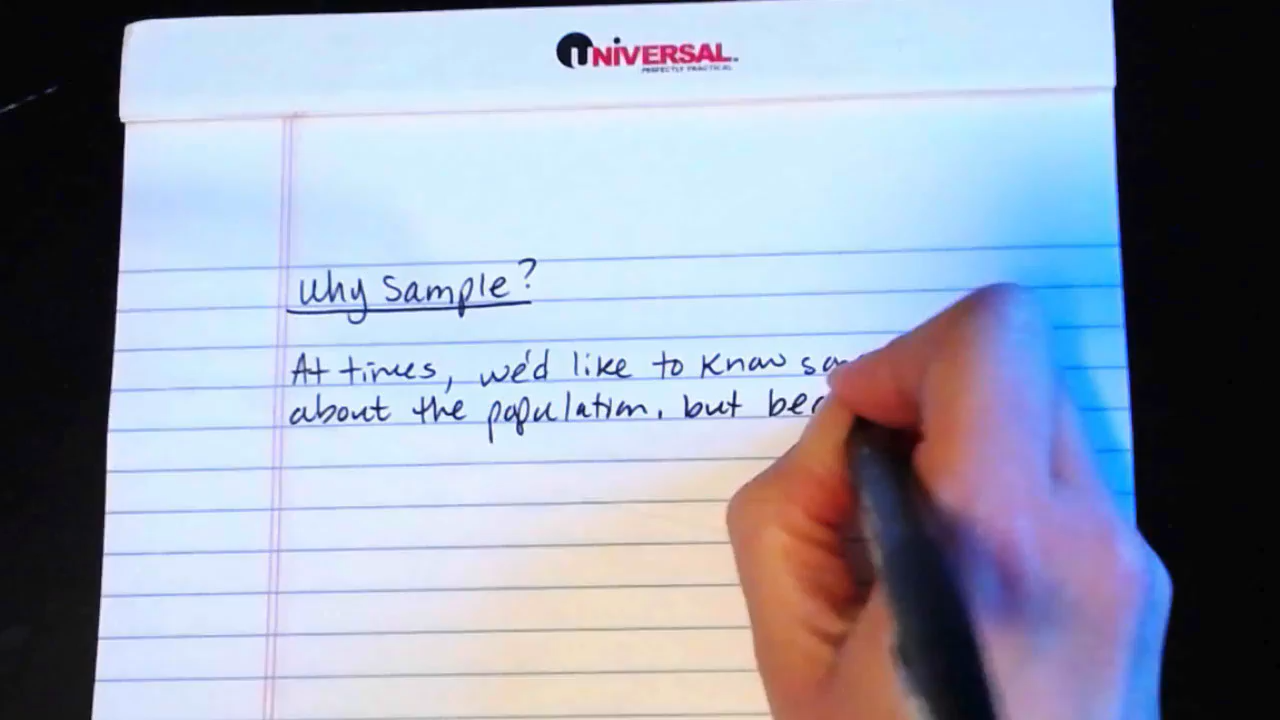 UNIVERSAL.
PERFECTLY PRACTICAL
Why Sample?
At times, we'd like to know
about the population, but